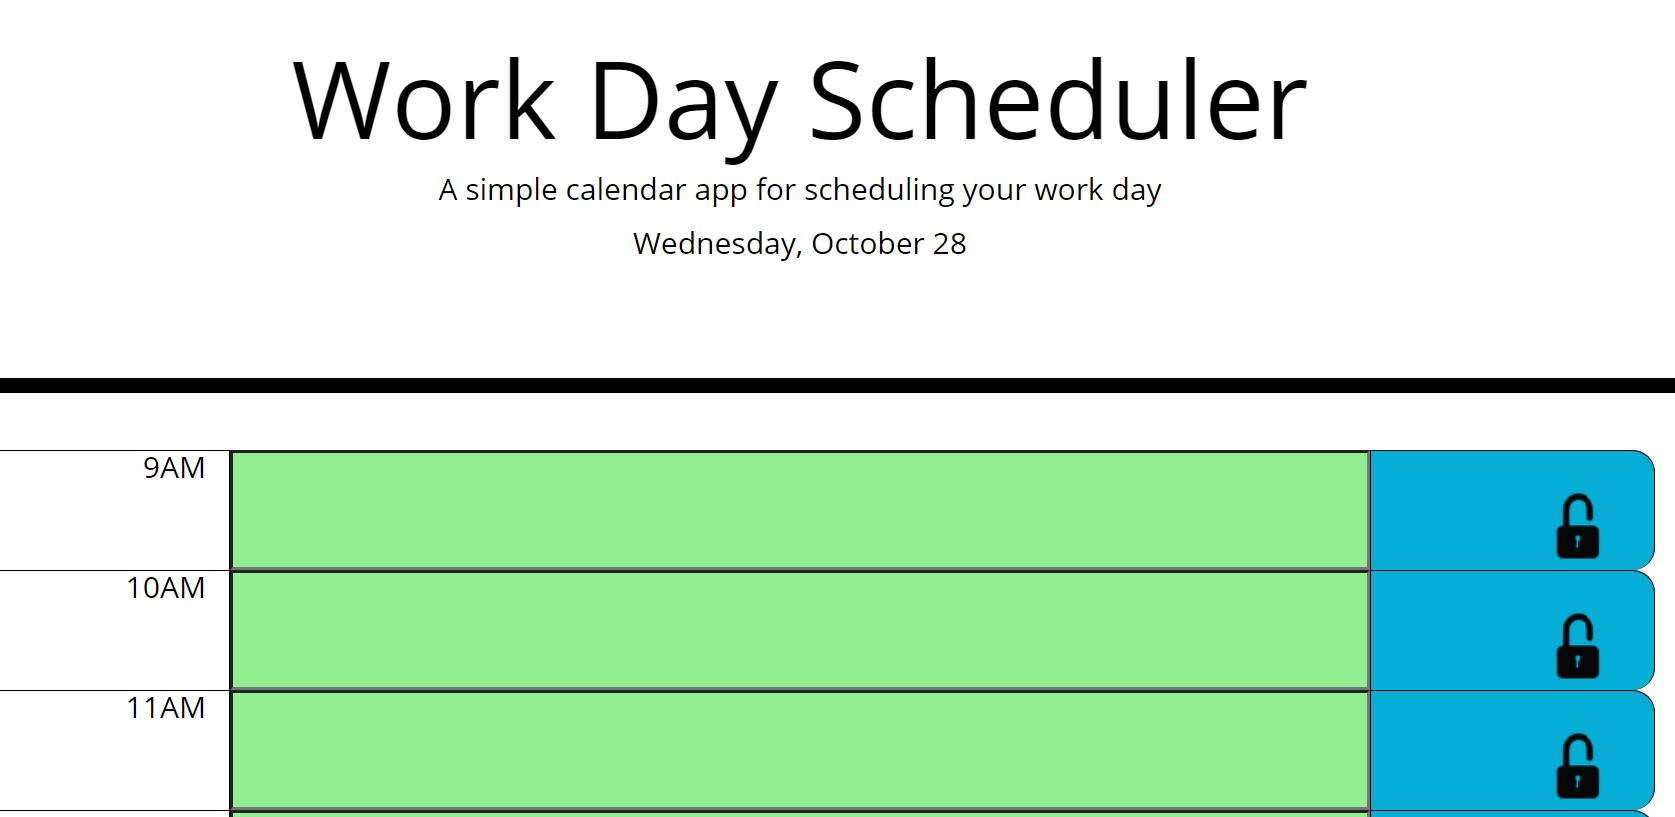 Work Day Scheduler
A simple calendar app for scheduling your work day
Wednesday, October 28
9AM
10AM
11AM